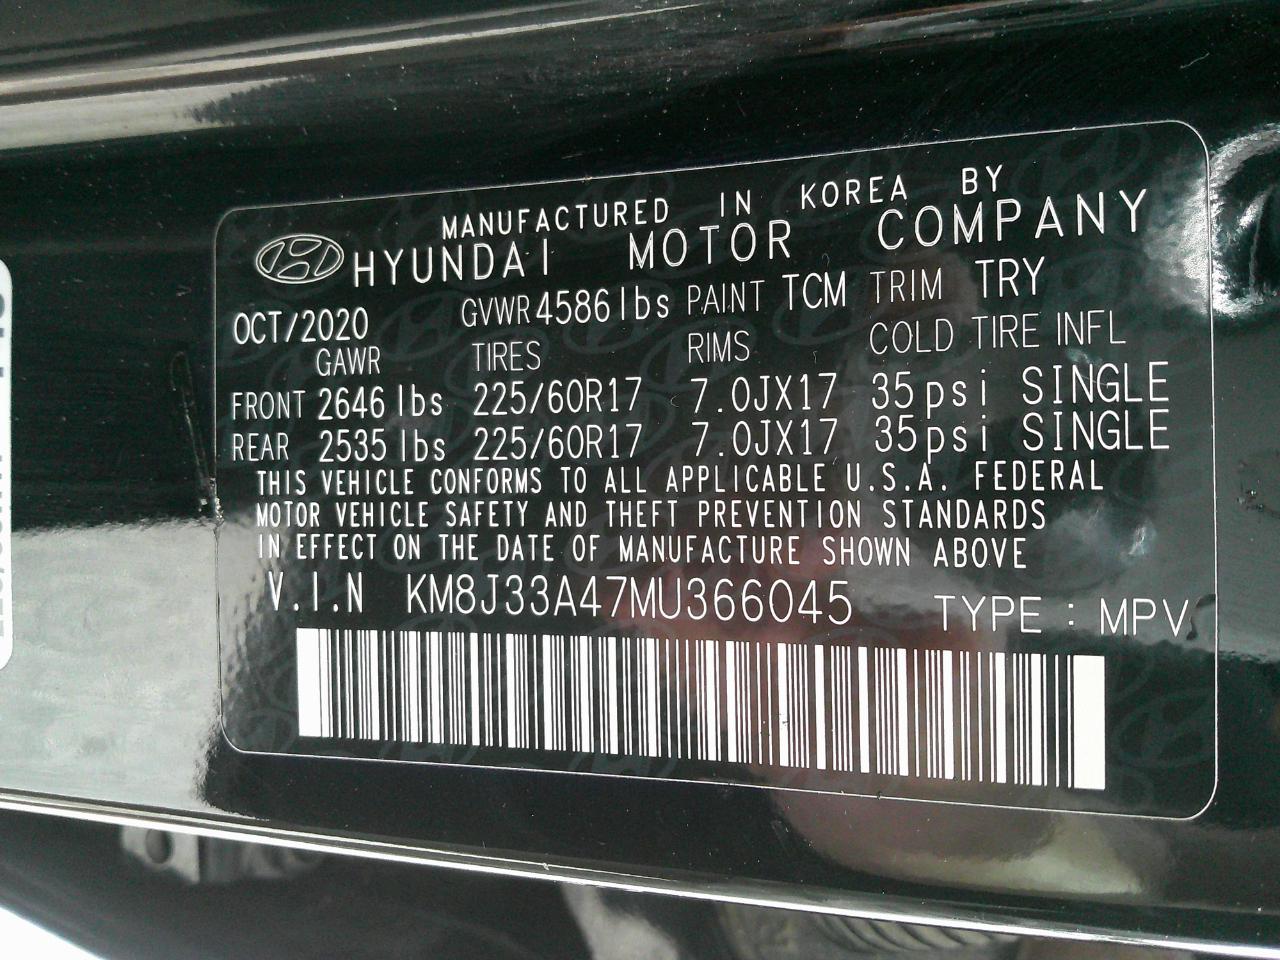 MANUFACTURED IN KOREA BY
HYUNDAI MOTOR COMPANY
OCT/2020 GVWR 4586 lbs PAINT TCM TRIM TRY
GAWR TIRES RIMS COLD TIRE INFL
FRONT 2646 lbs 225/60R17 7.0JX17 35psi SINGLE
REAR 2535 lbs 225/60R17 7.0JX17 35psi SINGLE
THIS VEHICLE CONFORMS TO ALL APPLICABLE U.S.A. FEDERAL
MOTOR VEHICLE SAFETY AND THEFT PREVENTION STANDARDS
IN EFFECT ON THE DATE OF MANUFACTURE SHOWN ABOVE
V.I.N KM8J33A47MU366045 TYPE : MPV